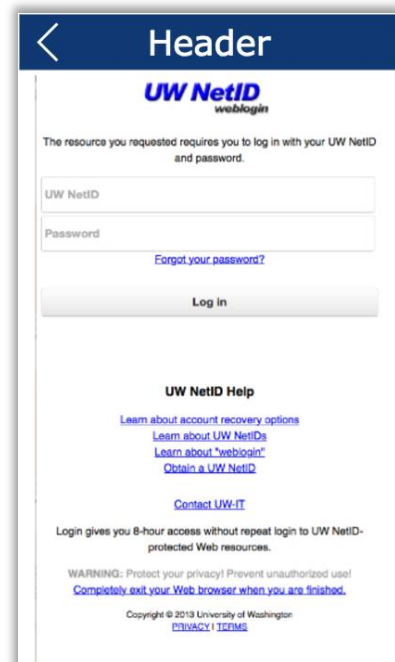 Header
UW NetID
weblogin
The resource you requested requires you to log in with your UW NetID
and password.
UW NetID
Password
Forgot your password?
Log in
UW NetID Help
Learn about account recovery options
Learn about UW NetIDs
Learn about "weblogin"
Obtain a UW NetID
Contact UW-IT
Login gives you 8-hour access without repeat login to UW NetID-
protected Web resources.
WARNING: Protect your privacy! Prevent unauthorized use!
Completely exit your Web browser when you are finished.
Copyright © 2013 University of Washington
PRIVACY | TERMS